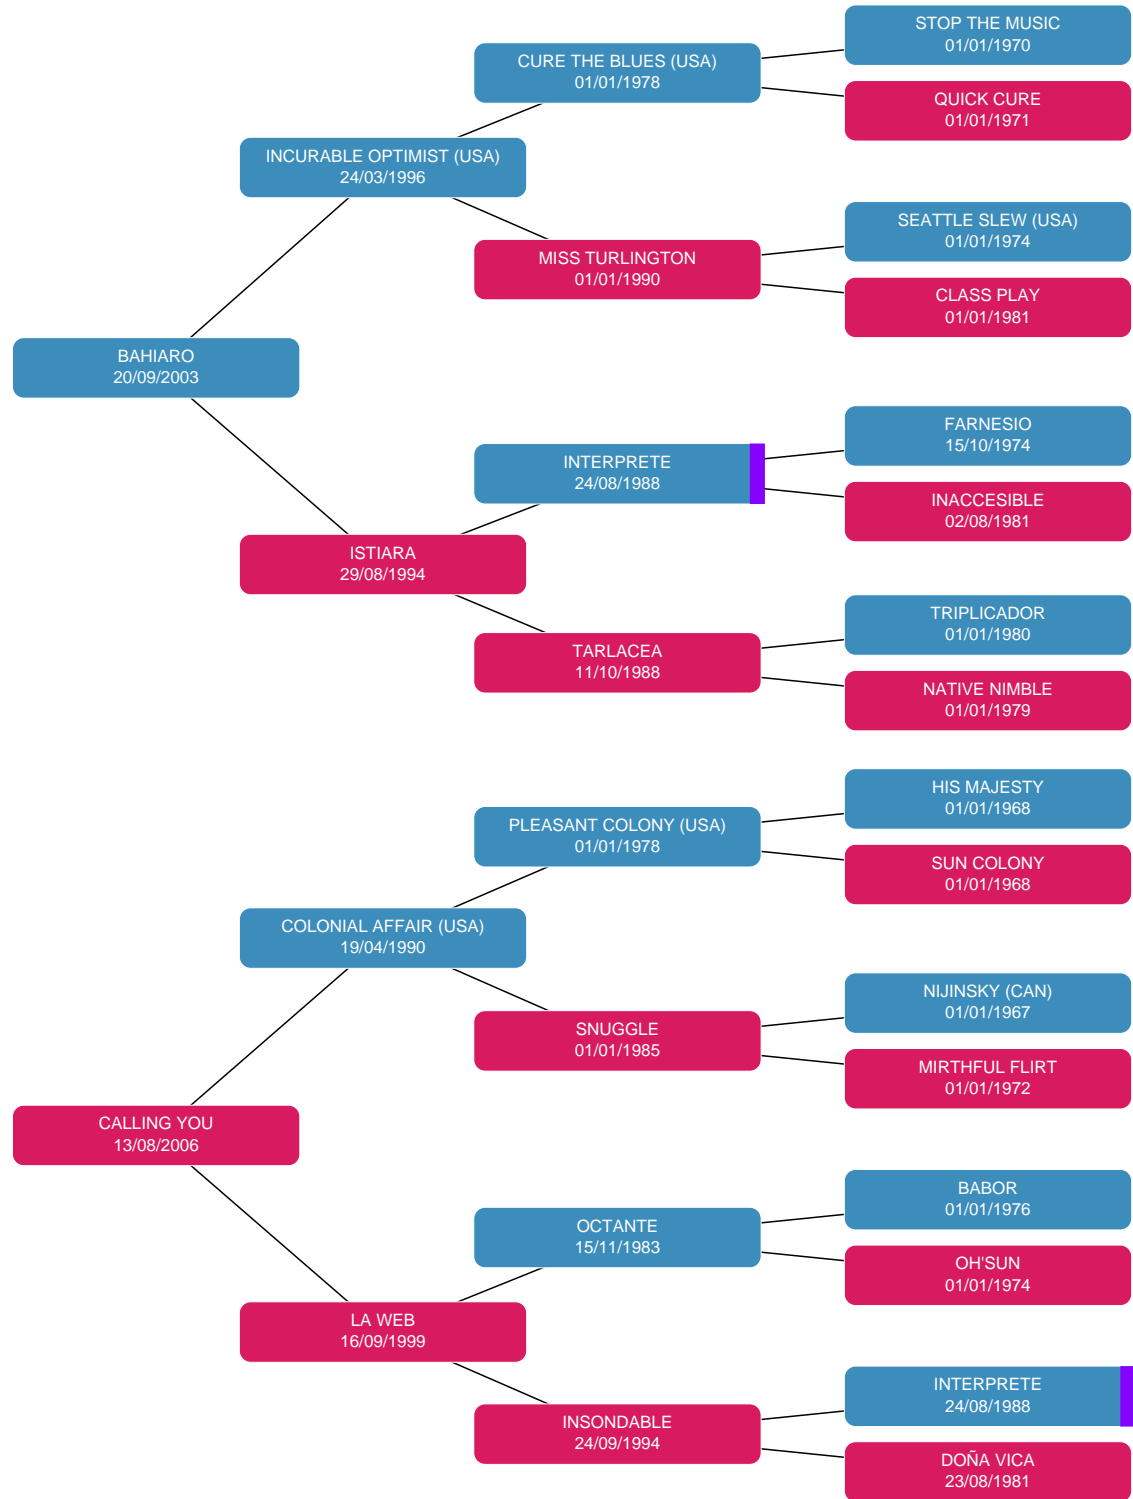 STOP THE MUSIC
01/01/1970
CURE THE BLUES (USA)
01/01/1978
QUICK CURE
01/01/1971
INCURABLE OPTIMIST (USA)
24/03/1996
SEATTLE SLEW (USA)
01/01/1974
MISS TURLINGTON
01/01/1990
CLASS PLAY
01/01/1981
BAHIARO
20/09/2003
FARNESIO
15/10/1974
INTERPRETE
24/08/1988
INACCESIBLE
02/08/1981
ISTIARA
29/08/1994
TRIPLICADOR
01/01/1980
TARLACEA
11/10/1988
NATIVE NIMBLE
01/01/1979
HIS MAJESTY
01/01/1968
PLEASANT COLONY (USA)
01/01/1978
SUN COLONY
01/01/1968
COLONIAL AFFAIR (USA)
19/04/1990
NIJINSKY (CAN)
01/01/1967
SNUGGLE
01/01/1985
MIRTHFUL FLIRT
01/01/1972
CALLING YOU
13/08/2006
BABOR
01/01/1976
OCTANTE
15/11/1983
OH'SUN
01/01/1974
LA WEB
16/09/1999
INTERPRETE
24/08/1988
INSONDABLE
24/09/1994
DOÑA VICA
23/08/1981